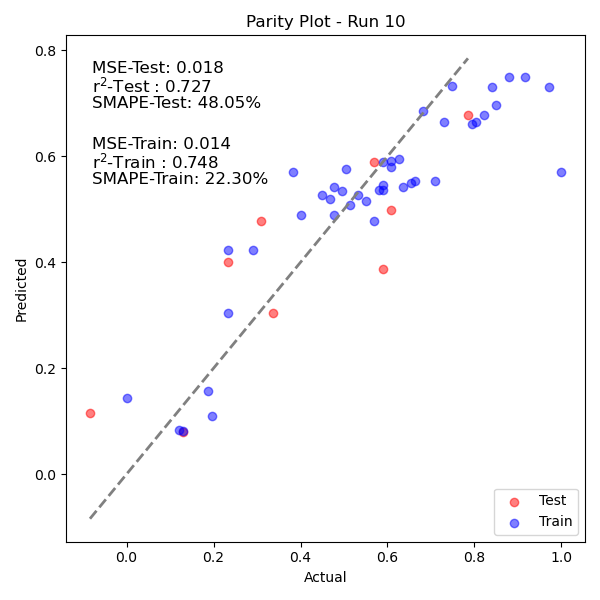 Parity Plot - Run 10
MSE-Test: 0.018
r²-Test : 0.727
SMAPE-Test: 48.05%
MSE-Train: 0.014
r²-Train : 0.748
SMAPE-Train: 22.30%
0.8
0.6
0.4
0.2
0.0
Predicted
Test
Train
0.0 0.2 0.4 0.6 0.8 1.0
Actual